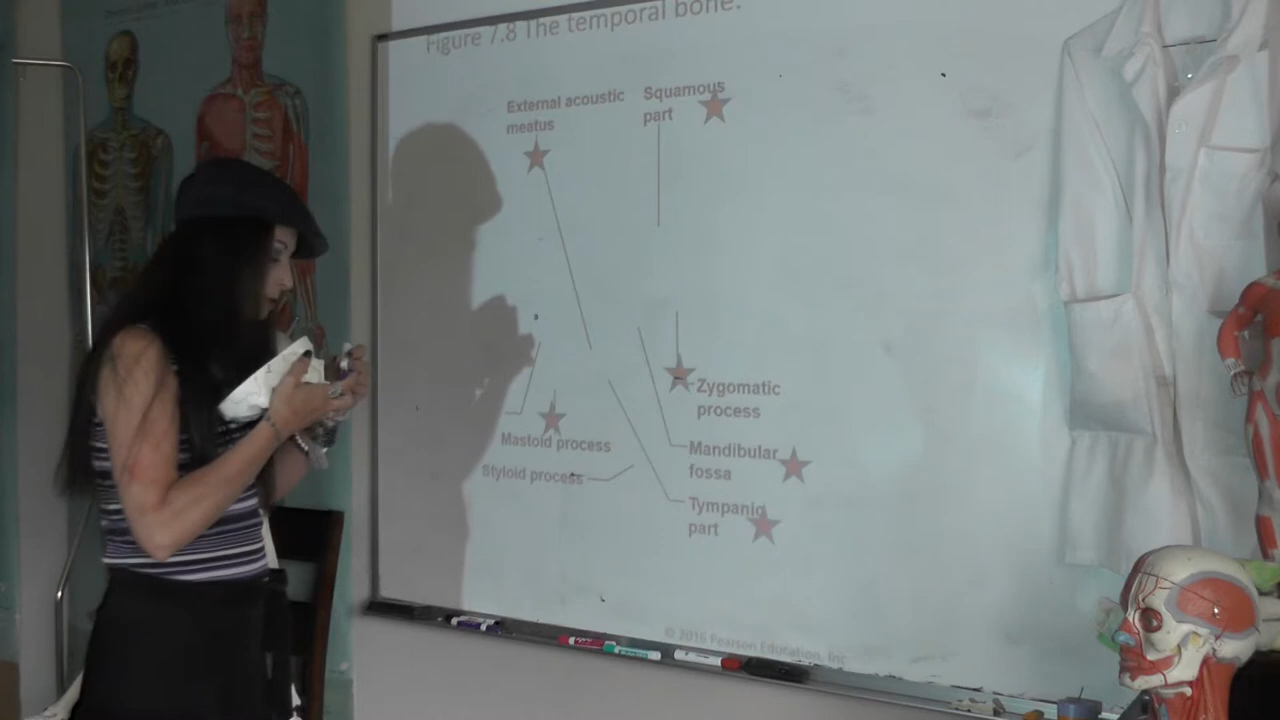 Figure 7.8 The temporal bone.
External acoustic
meatus
Squamous
part
Zygomatic
process
Mastoid process
Mandibular
fossa
Styloid process
Tympanic
part
© 2016 Pearson Education, Inc